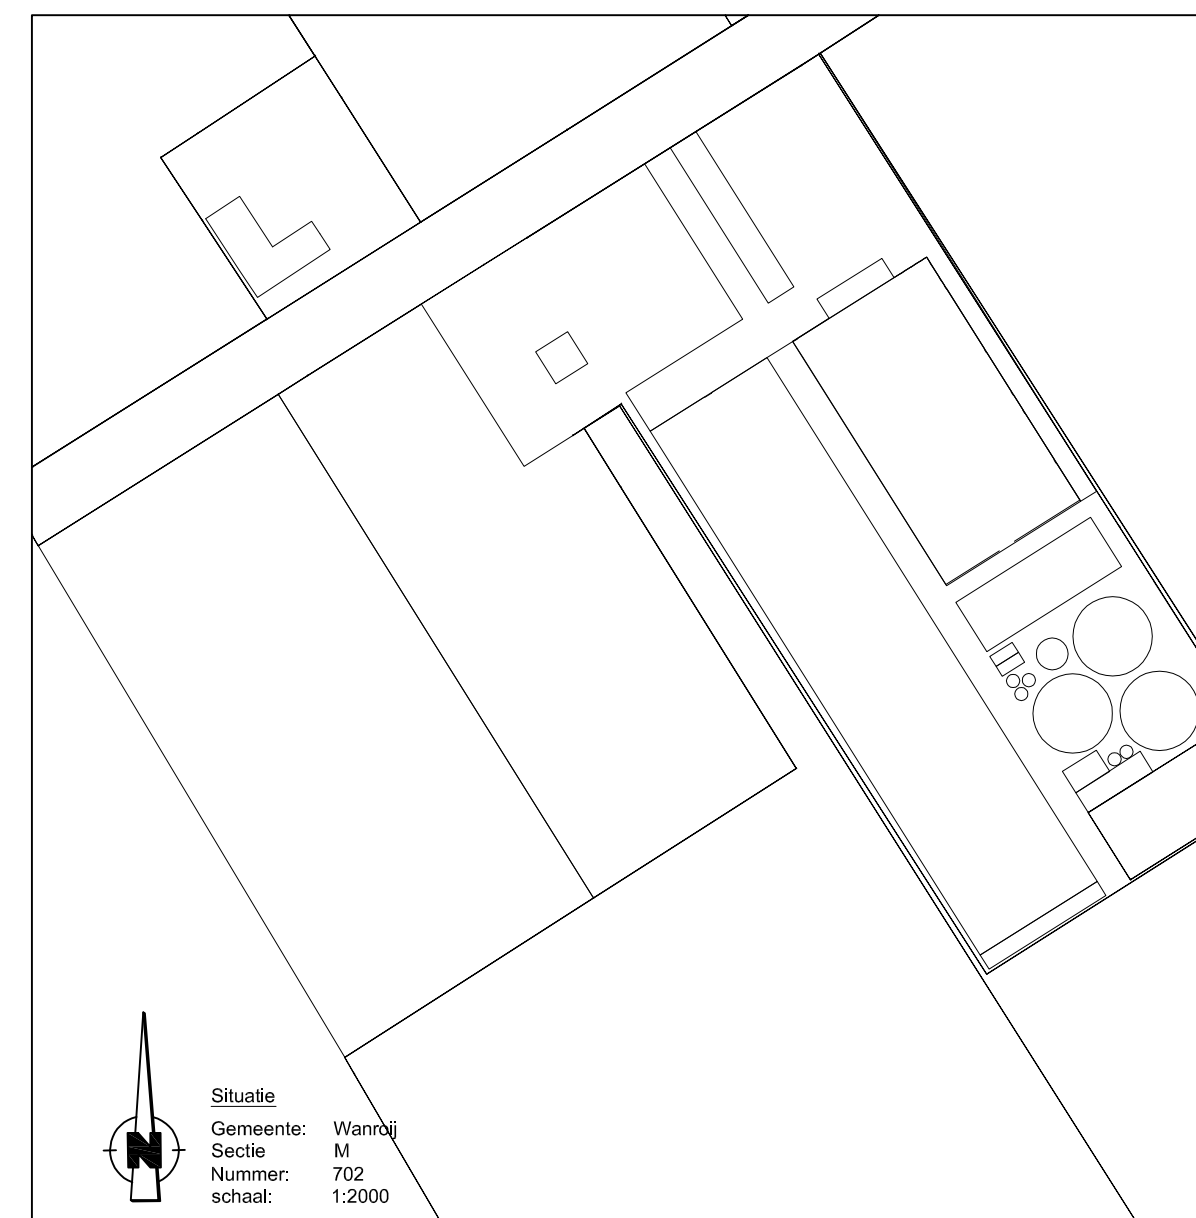 N
Situatie
Gemeente: Wanroij
Sectie M
Nummer: 702
schaal: 1:2000